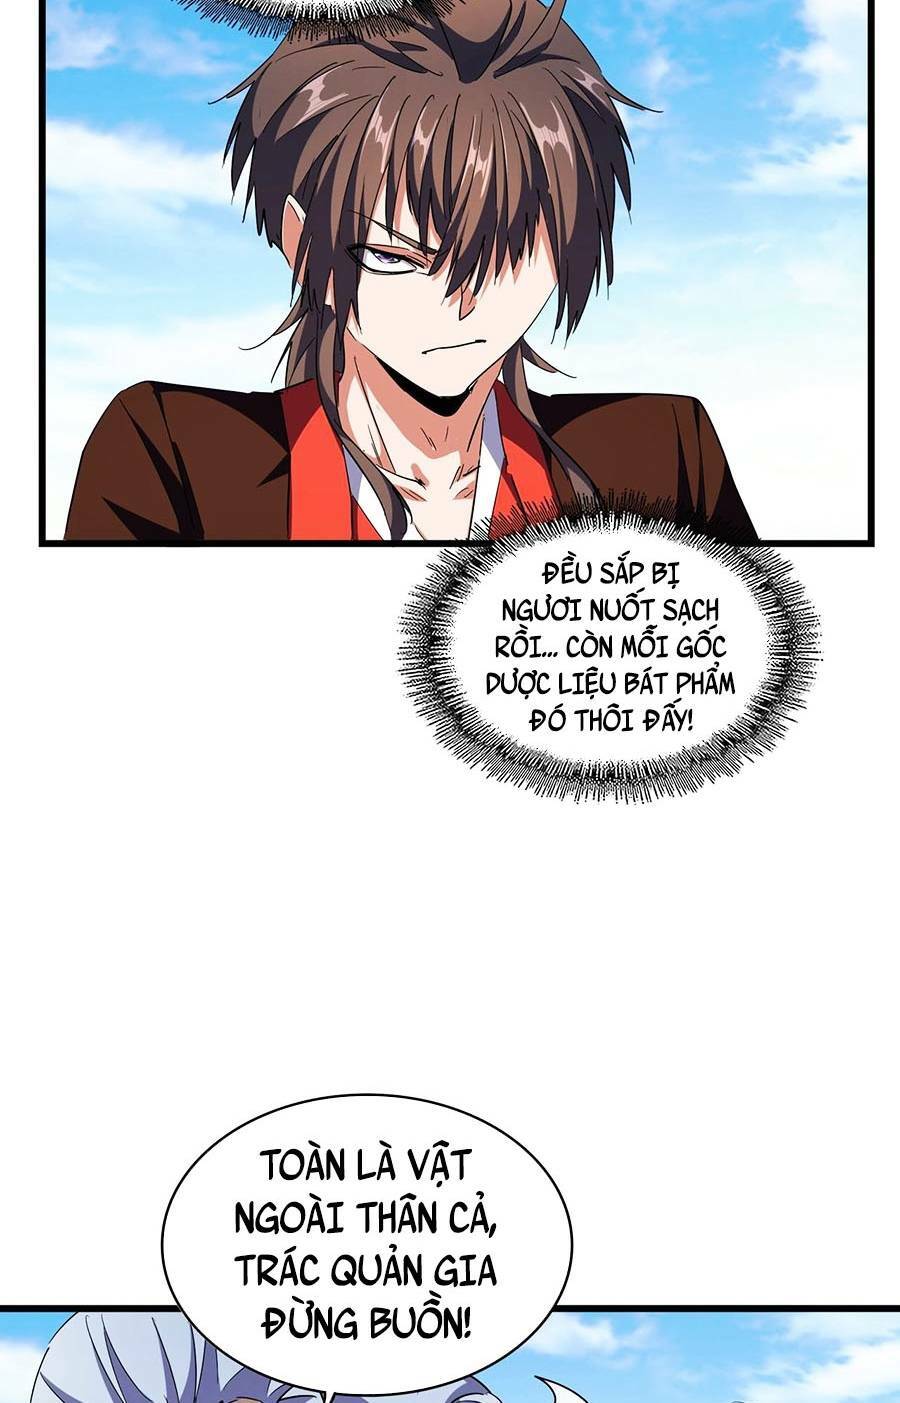 ĐỀU SẮP BỊ
NGƯƠI NUỐT SẠCH
RỒI... CÒN MỖI GỐC
DƯỢC LIỆU BÁT PHẨM
ĐÓ THÔI ĐẤY!
TOÀN LÀ VẬT
NGOÀI THÂN CẢ,
TRÁC QUẢN GIA
ĐỪNG BUỒN!